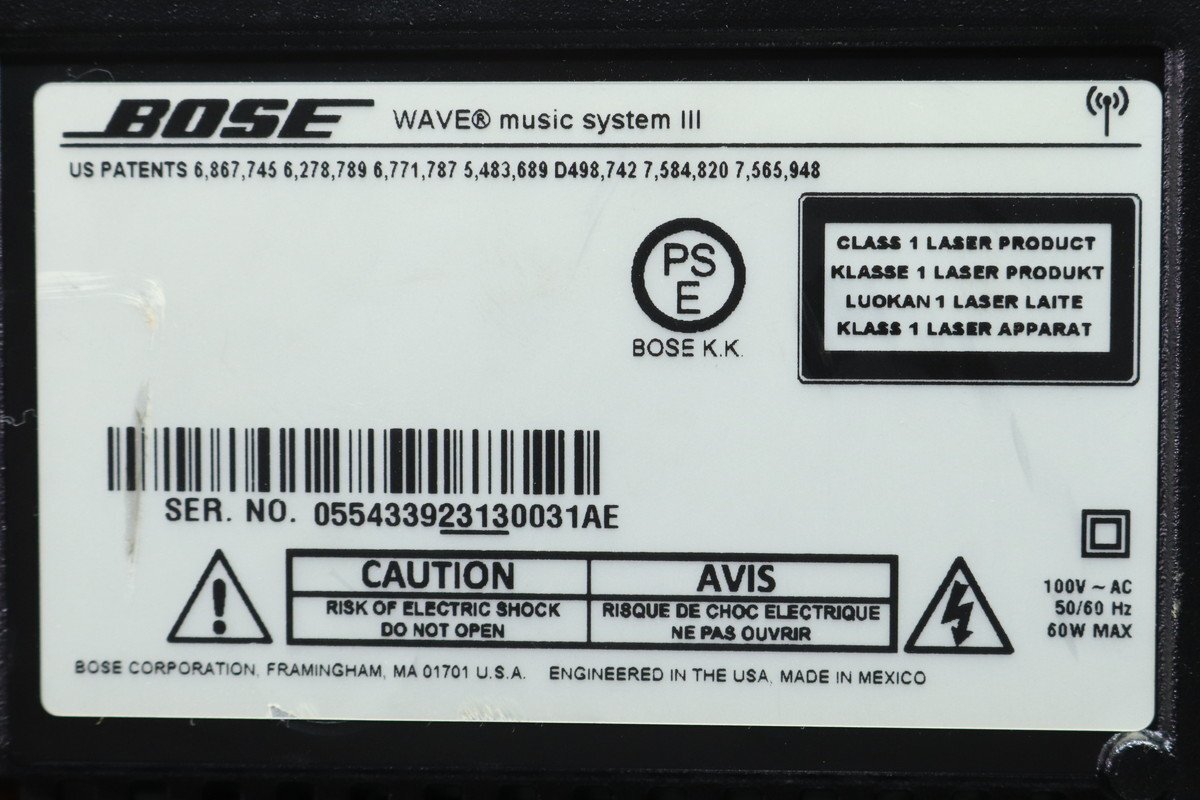 BOSE WAVE® music system III
US PATENTS 6,867,745 6,278,789 6,771,787 5,483,689 D498,742 7,584,820 7,565,948
PS
E
BOSE K.K.
CLASS 1 LASER PRODUCT
KLASSE 1 LASER PRODUKT
LUOKAN 1 LASER LAITE
KLASS 1 LASER APPARAT
SER. NO. 055433923130031AE
CAUTION
RISK OF ELECTRIC SHOCK
DO NOT OPEN
AVIS
RISQUE DE CHOC ELECTRIQUE
NE PAS OUVRIR
100V ~ AC
50/60 Hz
60W MAX
BOSE CORPORATION, FRAMINGHAM, MA 01701 U.S.A. ENGINEERED IN THE USA, MADE IN MEXICO